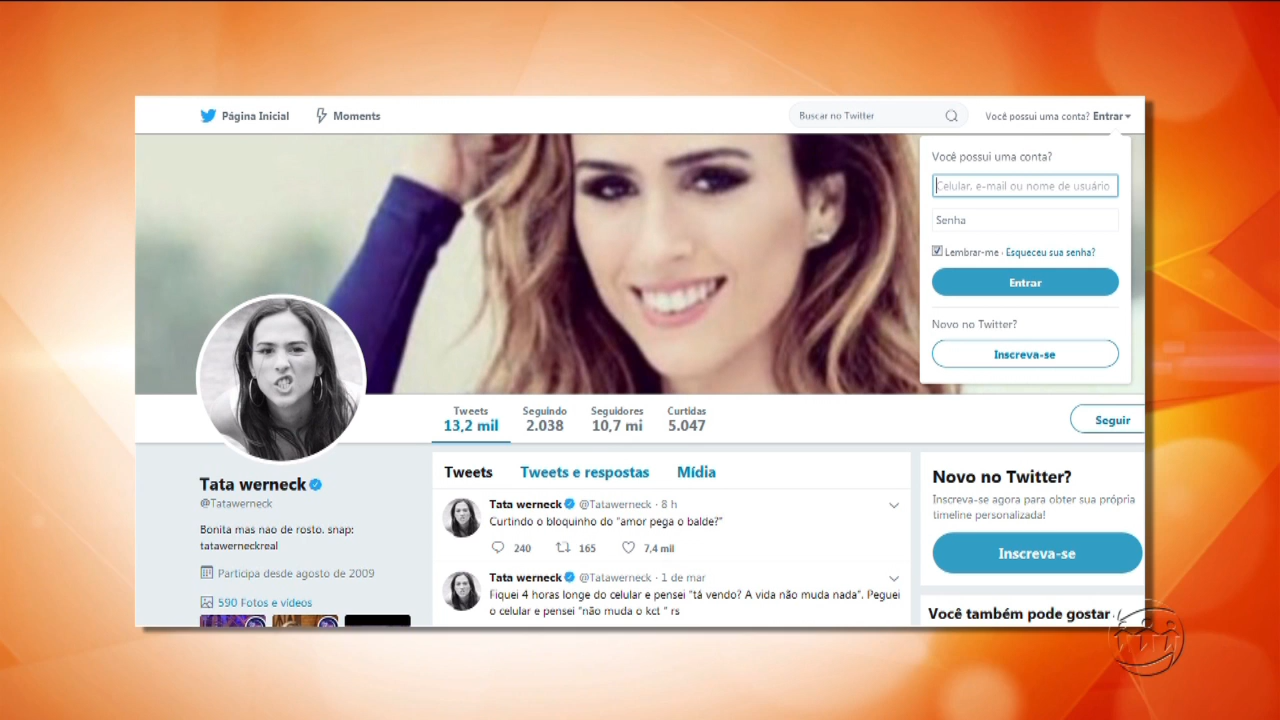 Página Inicial
Moments
Buscar no Twitter
Você possui uma conta? Entrar
Você possui uma conta?
Celular, e-mail ou nome de usuário
Senha
Lembrar-me · Esqueceu sua senha?
Entrar
Novo no Twitter?
Inscreva-se
Tweets
13,2 mil
Seguindo
2.038
Seguidores
10,7 mi
Curtidas
5.047
Seguir
Tata werneck
@Tatawerneck
Bonita mas nao de rosto. snap:
tatawerneckreal
Participa desde agosto de 2009
590 Fotos e vídeos
Tweets
Tweets e respostas
Mídia
Tata werneck @Tatawerneck · 8 h
Curtindo o bloquinho do "amor pega o balde?"
240
165
7,4 mil
Tata werneck @Tatawerneck · 1 de mar
Fiquei 4 horas longe do celular e pensei "tá vendo? A vida não muda nada". Peguei
o celular e pensei "não muda o kct " rs
Novo no Twitter?
Inscreva-se agora para obter sua própria
timeline personalizada!
Inscreva-se
Você também pode gostar